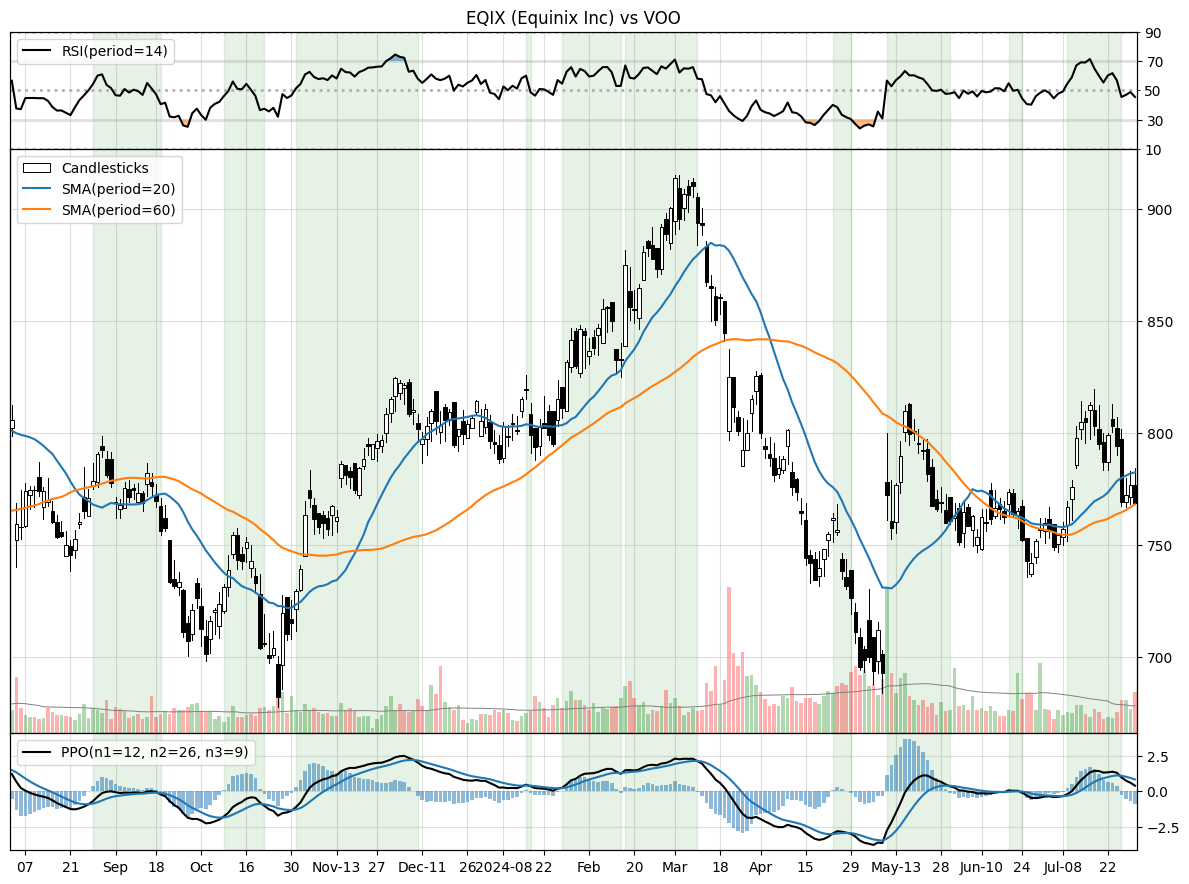 EQIX (Equinix Inc) vs VOO
RSI(period=14)
90
70
50
30
10
Candlesticks
SMA(period=20)
SMA(period=60)
900
850
800
750
700
PPO(n1=12, n2=26, n3=9)
2.5
0.0
−2.5
07 21 Sep 18 Oct 16 30 Nov-13 27 Dec-11 26 2024-08 22 Feb 20 Mar 18 Apr 15 29 May-13 28 Jun-10 24 Jul-08 22